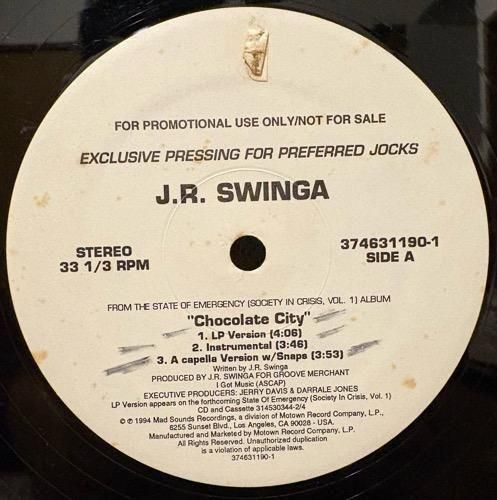 FOR PROMOTIONAL USE ONLY/NOT FOR SALE
EXCLUSIVE PRESSING FOR PREFERRED JOCKS
J.R. SWINGA
STEREO
33 1/3 RPM
374631190-1
SIDE A
FROM THE STATE OF EMERGENCY (SOCIETY IN CRISIS, VOL. 1) ALBUM
"Chocolate City"
1. LP Version (4:06)
2. Instrumental (3:46)
3. A capella Version w/Snaps (3:53)
Written by J.R. Swinga
PRODUCED BY J.R. SWINGA FOR GROOVE MERCHANT
I Got Music (ASCAP)
EXECUTIVE PRODUCERS: JERRY DAVIS & DARRALE JONES
LP Version appears on the forthcoming State Of Emergency (Society In Crisis, Vol. 1)
CD and Cassette 314530344-2/4
© ℗ 1994 Mad Sounds Recordings, a division of Motown Record Company, L.P.,
6255 Sunset Blvd., Los Angeles, CA 90028 - USA.
Manufactured and Marketed by Motown Record Company, L.P.
All Rights Reserved. Unauthorized duplication
is a violation of applicable laws.
374631190-1